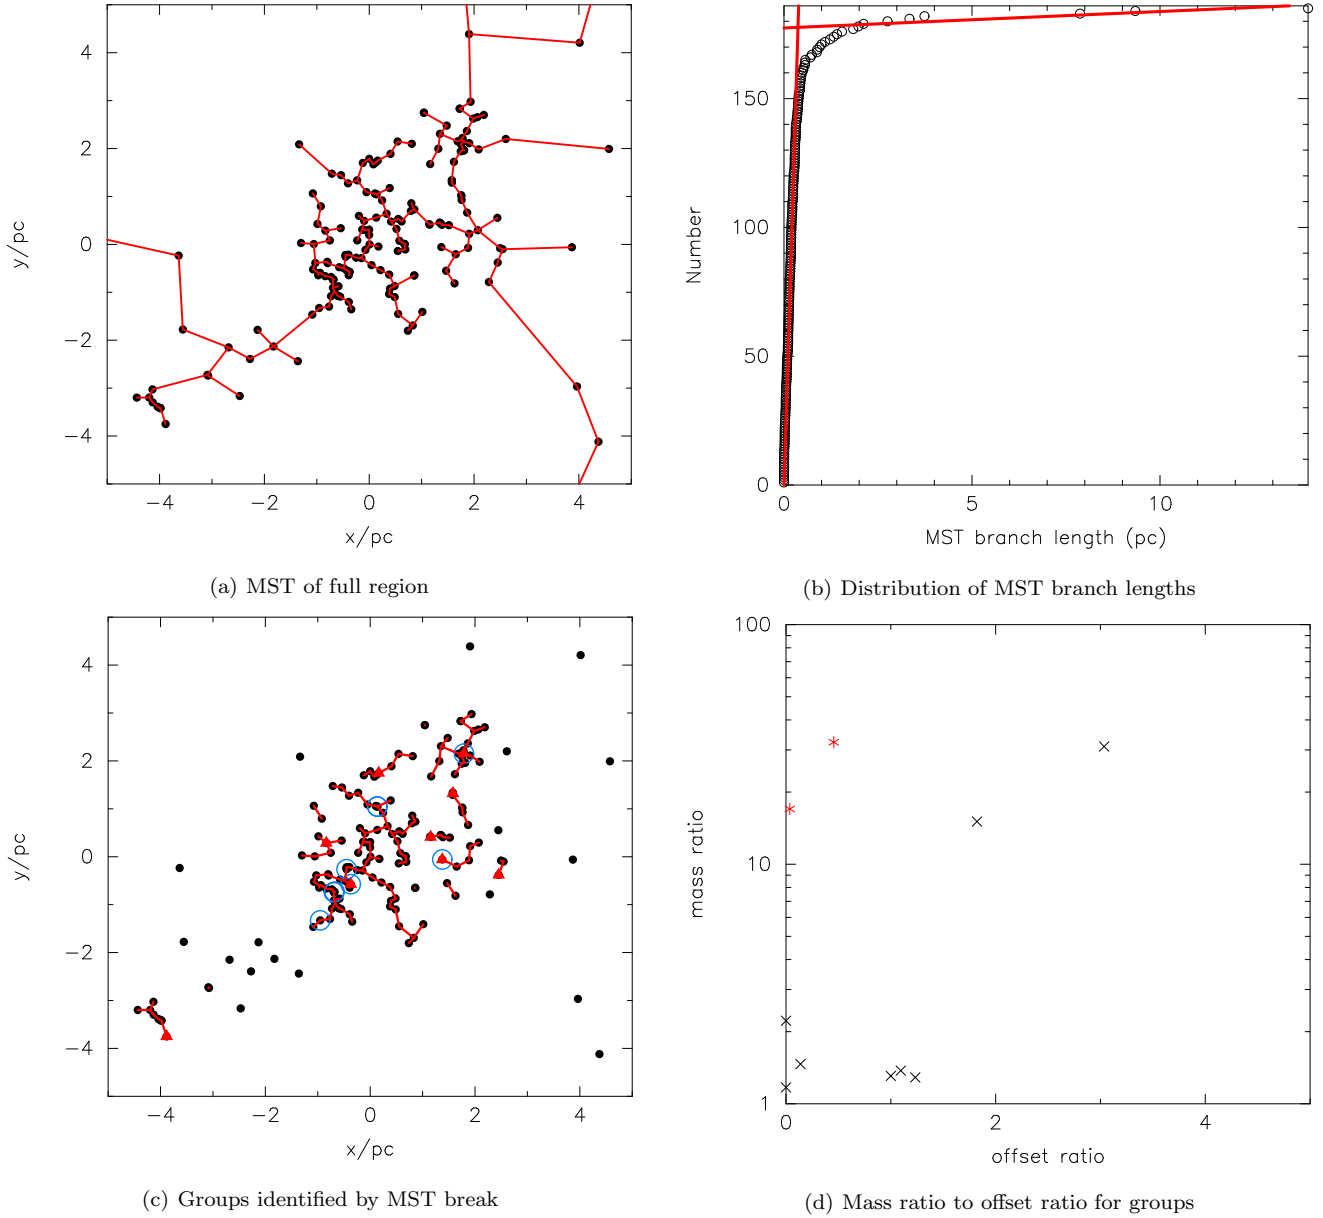 4
2
0
−2
−4
y/pc
−4
−2
0
2
4
x/pc
(a) MST of full region
150
100
50
0
Number
0
5
10
MST branch length (pc)
(b) Distribution of MST branch lengths
4
2
0
−2
−4
y/pc
−4
−2
0
2
4
x/pc
(c) Groups identified by MST break
100
10
1
mass ratio
0
2
4
offset ratio
(d) Mass ratio to offset ratio for groups